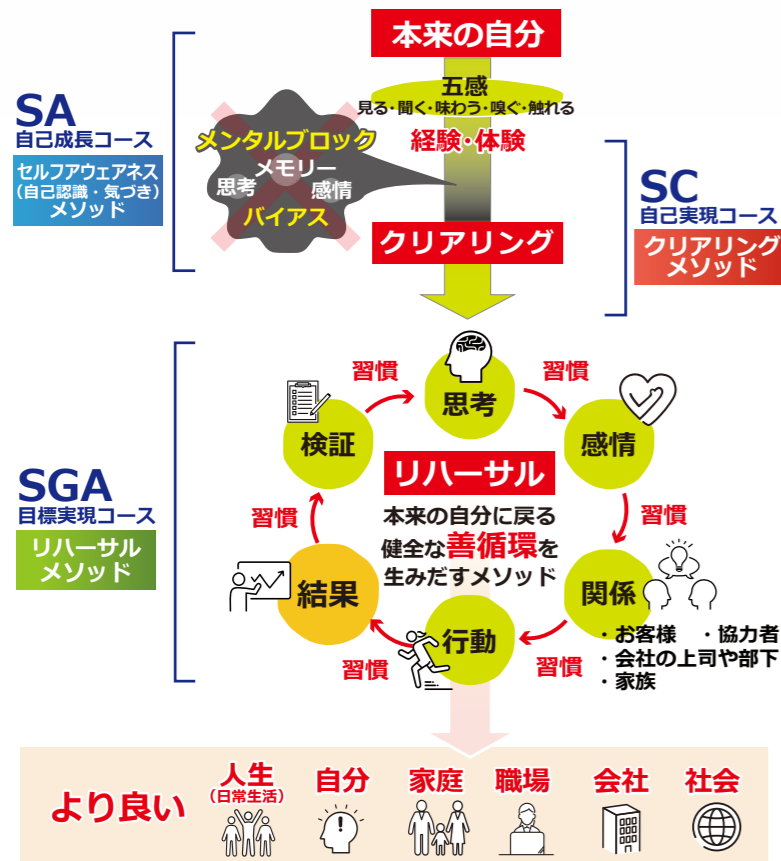 本来の自分
五感
見る・聞く・味わう・嗅ぐ・触れる
経験・体験
SA
自己成長コース
セルフアウェアネス
（自己認識・気づき）
メソッド
メンタルブロック
メモリー
思考
感情
バイアス
クリアリング
SC
自己実現コース
クリアリング
メソッド
SGA
目標実現コース
リハーサル
メソッド
思考
習慣
感情
習慣
関係
・お客様 ・協力者
・会社の上司や部下
・家族
習慣
行動
習慣
結果
習慣
検証
習慣
リハーサル
本来の自分に戻る
健全な善循環を
生みだすメソッド
より良い
人生
（日常生活）
自分
家庭
職場
会社
社会